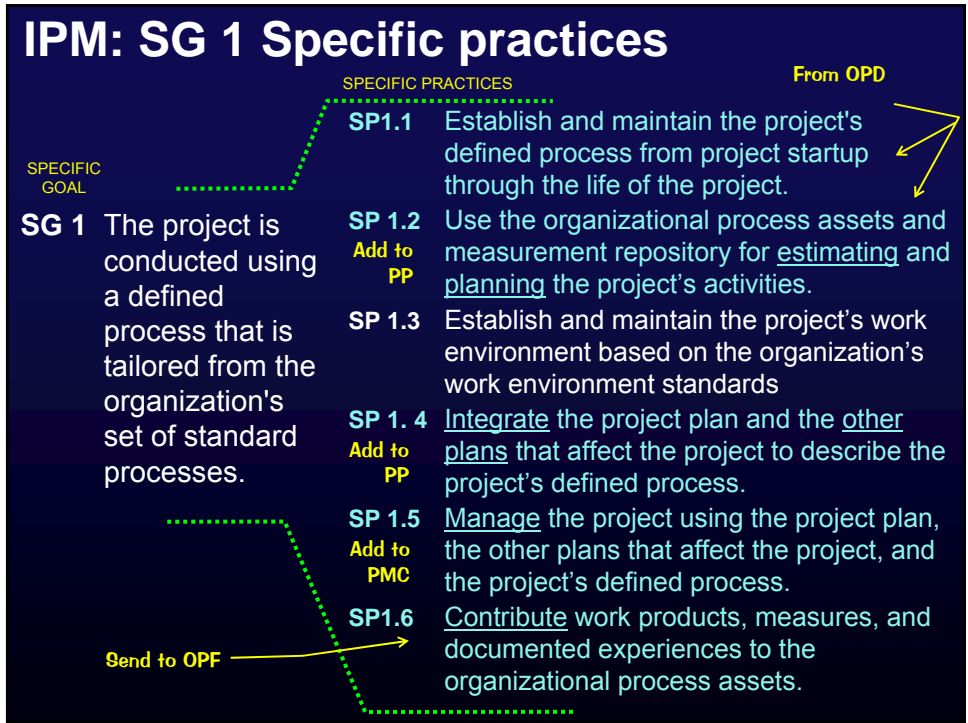 IPM: SG 1 Specific practices
From OPD
SPECIFIC PRACTICES
SPECIFIC
GOAL
SG 1 The project is
conducted using
a defined
process that is
tailored from the
organization's
set of standard
processes.
SP1.1 Establish and maintain the project's
defined process from project startup
through the life of the project.
SP 1.2 Use the organizational process assets and
Add to measurement repository for estimating and
PP planning the project’s activities.
SP 1.3 Establish and maintain the project’s work
environment based on the organization’s
work environment standards
SP 1. 4 Integrate the project plan and the other
Add to plans that affect the project to describe the
PP project’s defined process.
SP 1.5 Manage the project using the project plan,
Add to the other plans that affect the project, and
PMC the project’s defined process.
SP1.6 Contribute work products, measures, and
documented experiences to the
organizational process assets.
Send to OPF